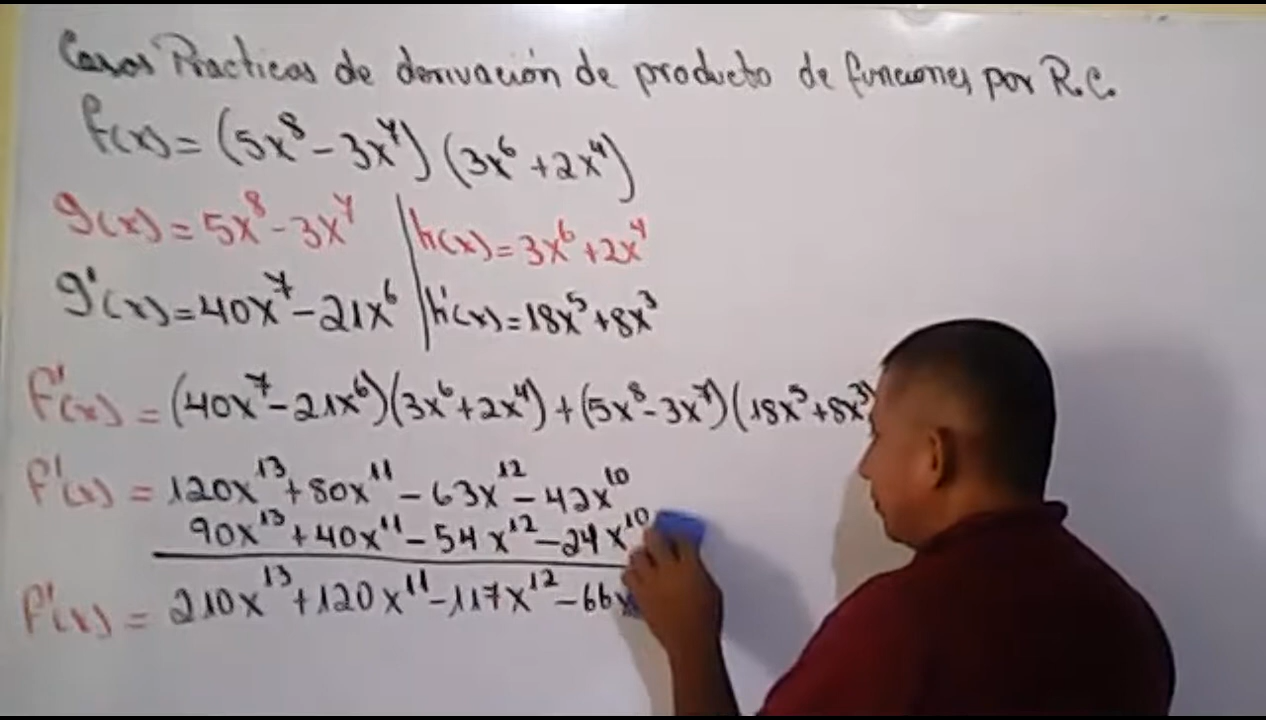 Casos Practicos de derivación de producto de funciones por R.C.
f(x) = (5x⁸ - 3x⁷) (3x⁶ + 2x⁴)
g(x) = 5x⁸ - 3x⁷ | h(x) = 3x⁶ + 2x⁴
g'(x) = 40x⁷ - 21x⁶ | h'(x) = 18x⁵ + 8x³
f'(x) = (40x⁷ - 21x⁶)(3x⁶ + 2x⁴) + (5x⁸ - 3x⁷)(18x⁵ + 8x³)
f'(x) = 120x¹³ + 80x¹¹ - 63x¹² - 42x¹⁰
90x¹³ + 40x¹¹ - 54x¹² - 24x¹⁰
f'(x) = 210x¹³ + 120x¹¹ - 117x¹² - 66x